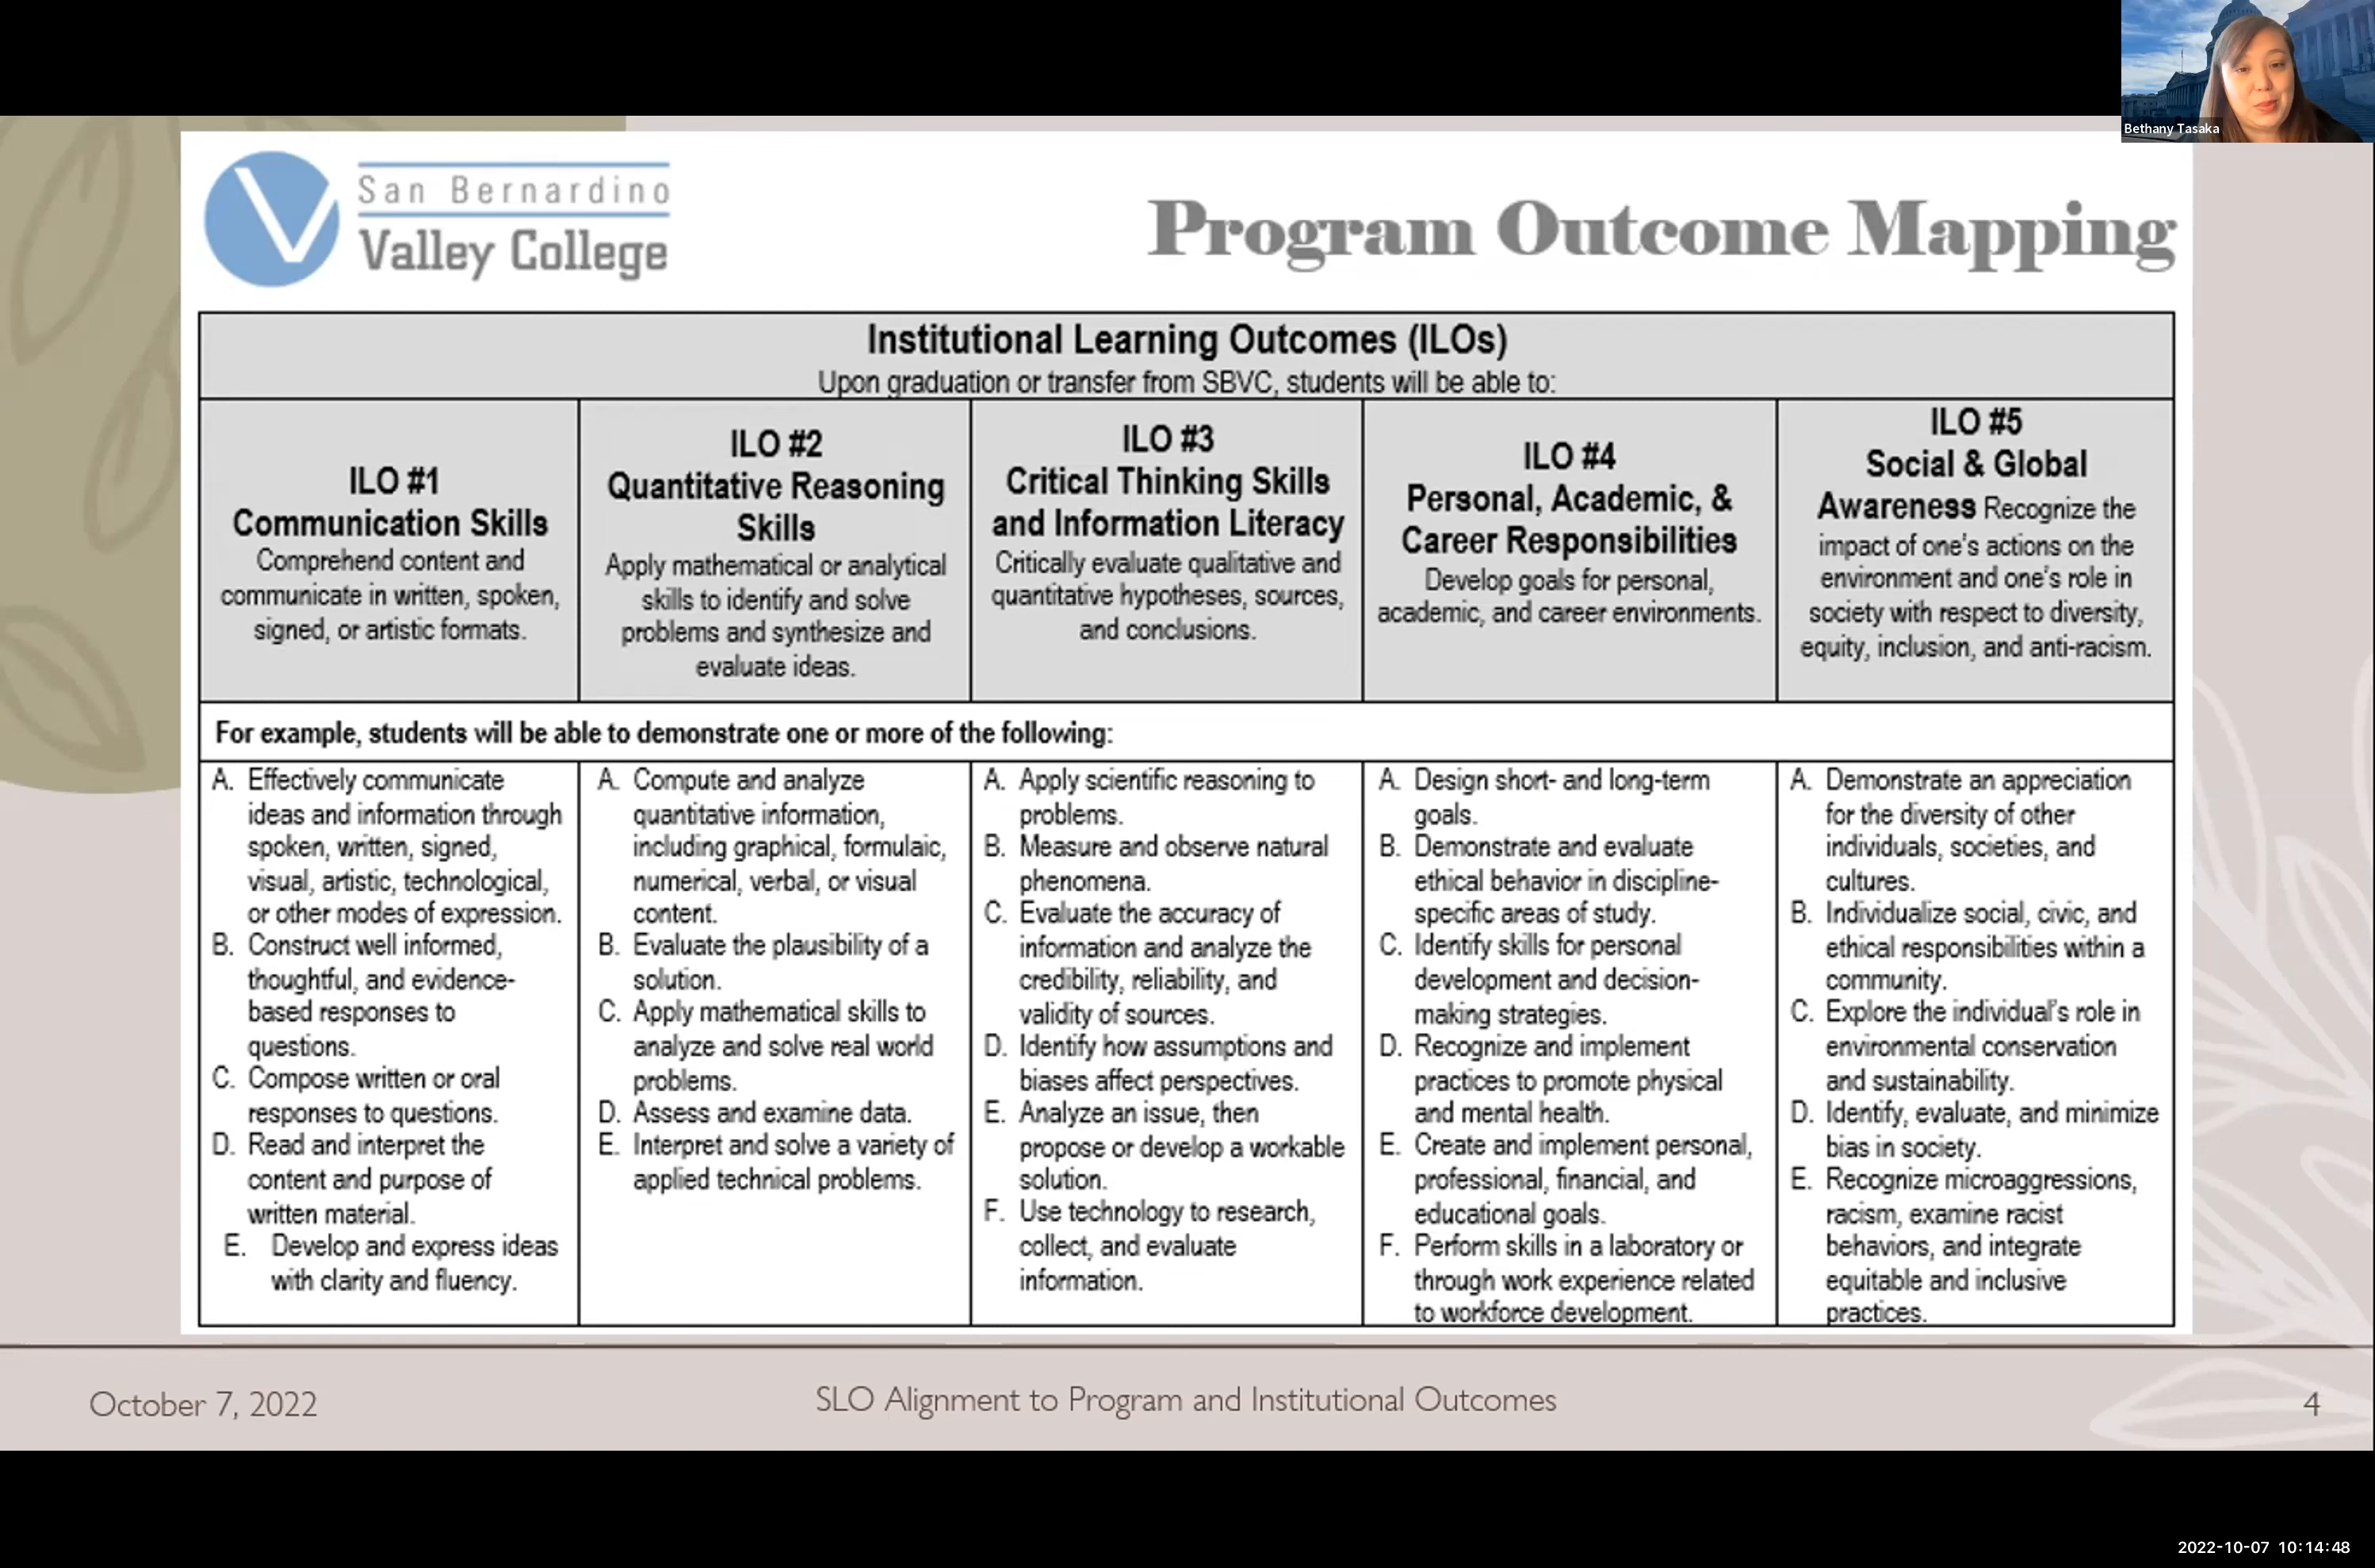 Bethany Tasaka
San Bernardino
Valley College
Program Outcome Mapping
Institutional Learning Outcomes (ILOs)
Upon graduation or transfer from SBVC, students will be able to:
ILO #1
Communication Skills
Comprehend content and
communicate in written, spoken,
signed, or artistic formats.
ILO #2
Quantitative Reasoning
Skills
Apply mathematical or analytical
skills to identify and solve
problems and synthesize and
evaluate ideas.
ILO #3
Critical Thinking Skills
and Information Literacy
Critically evaluate qualitative and
quantitative hypotheses, sources,
and conclusions.
ILO #4
Personal, Academic, &
Career Responsibilities
Develop goals for personal,
academic, and career environments.
ILO #5
Social & Global
Awareness Recognize the
impact of one's actions on the
environment and one's role in
society with respect to diversity,
equity, inclusion, and anti-racism.
For example, students will be able to demonstrate one or more of the following:
A. Effectively communicate
ideas and information through
spoken, written, signed,
visual, artistic, technological,
or other modes of expression.
B. Construct well informed,
thoughtful, and evidence-
based responses to
questions.
C. Compose written or oral
responses to questions.
D. Read and interpret the
content and purpose of
written material.
E. Develop and express ideas
with clarity and fluency.
A. Compute and analyze
quantitative information,
including graphical, formulaic,
numerical, verbal, or visual
content.
B. Evaluate the plausibility of a
solution.
C. Apply mathematical skills to
analyze and solve real world
problems.
D. Assess and examine data.
E. Interpret and solve a variety of
applied technical problems.
A. Apply scientific reasoning to
problems.
B. Measure and observe natural
phenomena.
C. Evaluate the accuracy of
information and analyze the
credibility, reliability, and
validity of sources.
D. Identify how assumptions and
biases affect perspectives.
E. Analyze an issue, then
propose or develop a workable
solution.
F. Use technology to research,
collect, and evaluate
information.
A. Design short- and long-term
goals.
B. Demonstrate and evaluate
ethical behavior in discipline-
specific areas of study.
C. Identify skills for personal
development and decision-
making strategies.
D. Recognize and implement
practices to promote physical
and mental health.
E. Create and implement personal,
professional, financial, and
educational goals.
F. Perform skills in a laboratory or
through work experience related
to workforce development.
A. Demonstrate an appreciation
for the diversity of other
individuals, societies, and
cultures.
B. Individualize social, civic, and
ethical responsibilities within a
community.
C. Explore the individual's role in
environmental conservation
and sustainability.
D. Identify, evaluate, and minimize
bias in society.
E. Recognize microaggressions,
racism, examine racist
behaviors, and integrate
equitable and inclusive
practices.
October 7, 2022
SLO Alignment to Program and Institutional Outcomes
4
2022-10-07 10:14:48